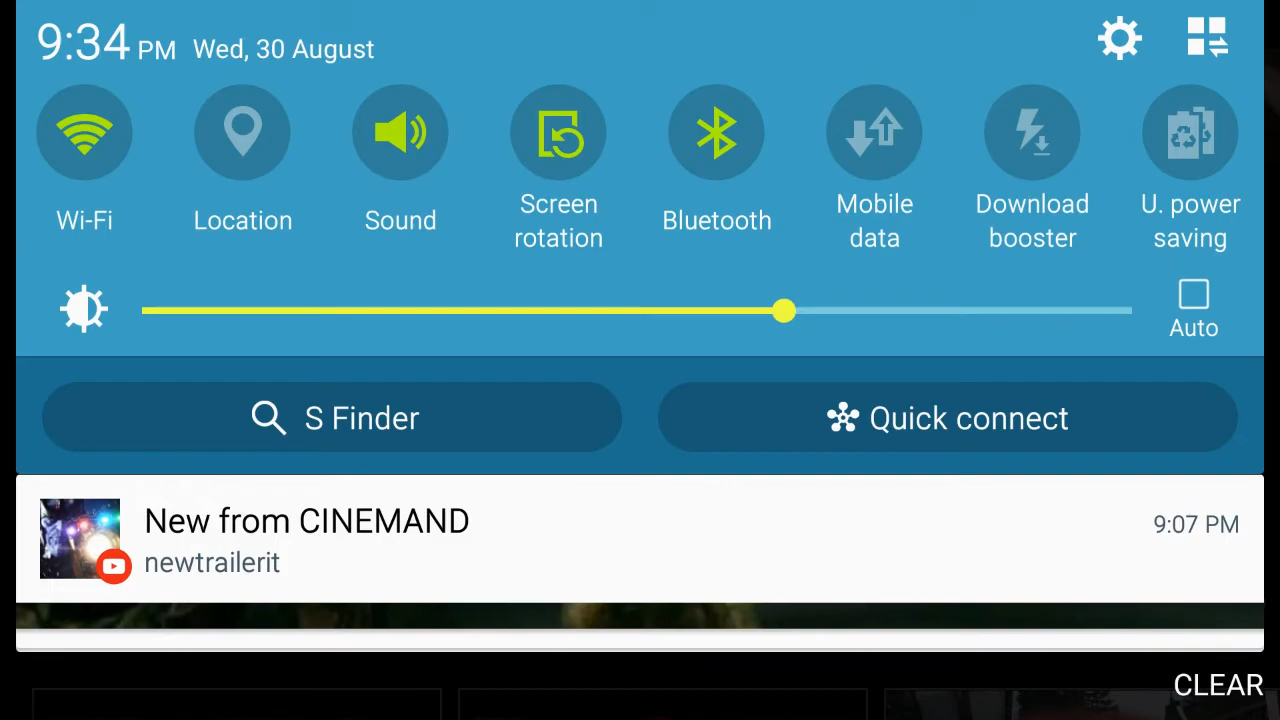 9:34 PM Wed, 30 August
Wi-Fi
Location
Sound
Screen
rotation
Bluetooth
Mobile
data
Download
booster
U. power
saving
Auto
S Finder
Quick connect
New from CINEMAND
9:07 PM
newtrailerit
CLEAR